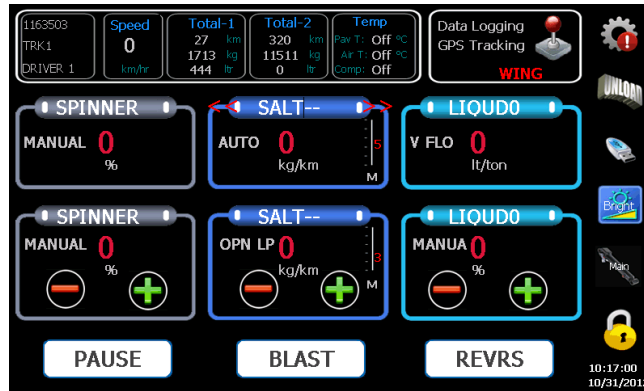 1163503
TRK1
DRIVER 1
Speed
0
km/hr
Total-1
27 km
1713 kg
444 ltr
Total-2
320 km
11511 kg
0 ltr
Temp
Pav T: Off °C
Air T: Off °C
Comp: Off
Data Logging
GPS Tracking
WING
UNLOAD
SPINNER
MANUAL 0
%
SALT--
AUTO 0
kg/km
5
M
LIQUD0
V FLO 0
lt/ton
Bright
SPINNER
MANUAL 0
%
SALT--
OPN LP 0
kg/km
3
M
LIQUD0
MANUA 0
%
Main
PAUSE
BLAST
REVRS
10:17:00
10/31/201